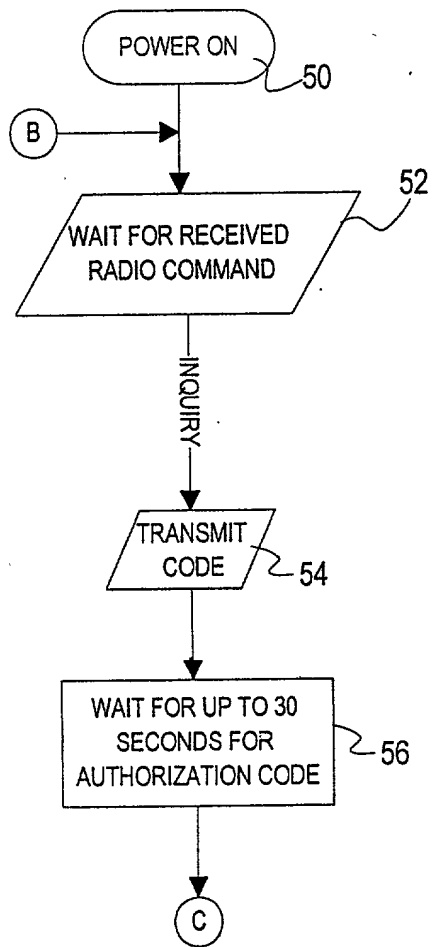 POWER ON
50
B
52
WAIT FOR RECEIVED
RADIO COMMAND
INQUIRY
TRANSMIT
CODE
54
WAIT FOR UP TO 30
SECONDS FOR
AUTHORIZATION CODE
56
C